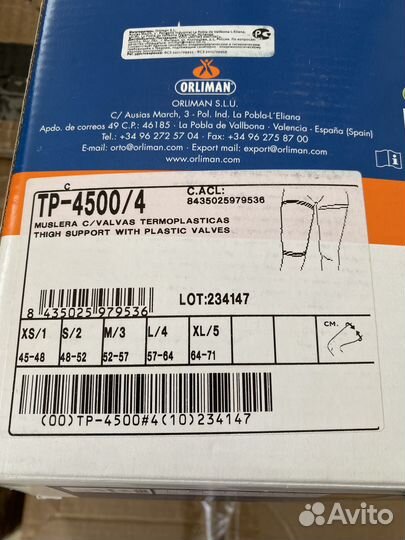 ORLIMAN
ORLIMAN S.L.U.
C/ Ausias March, 3 - Pol. Ind. La Pobla-L'Eliana
Apdo. de correos 49 C.P.: 46185 - La Pobla de Vallbona - Valencia - España (Spain)
Tel.: +34 96 272 57 04 - Fax: +34 96 275 87 00
E-mail: orto@orliman.com - Export mail: export@orliman.com
C
TP-4500/4
C.ACL:
8435025979536
MUSLERA C/VALVAS TERMOPLASTICAS
THIGH SUPPORT WITH PLASTIC VALVES
8 435025 979536
LOT:234147
XS/1 S/2 M/3 L/4 XL/5
CM.
45-48 48-52 52-57 57-64 64-71
(00)TP-4500#4(10)234147
Avito